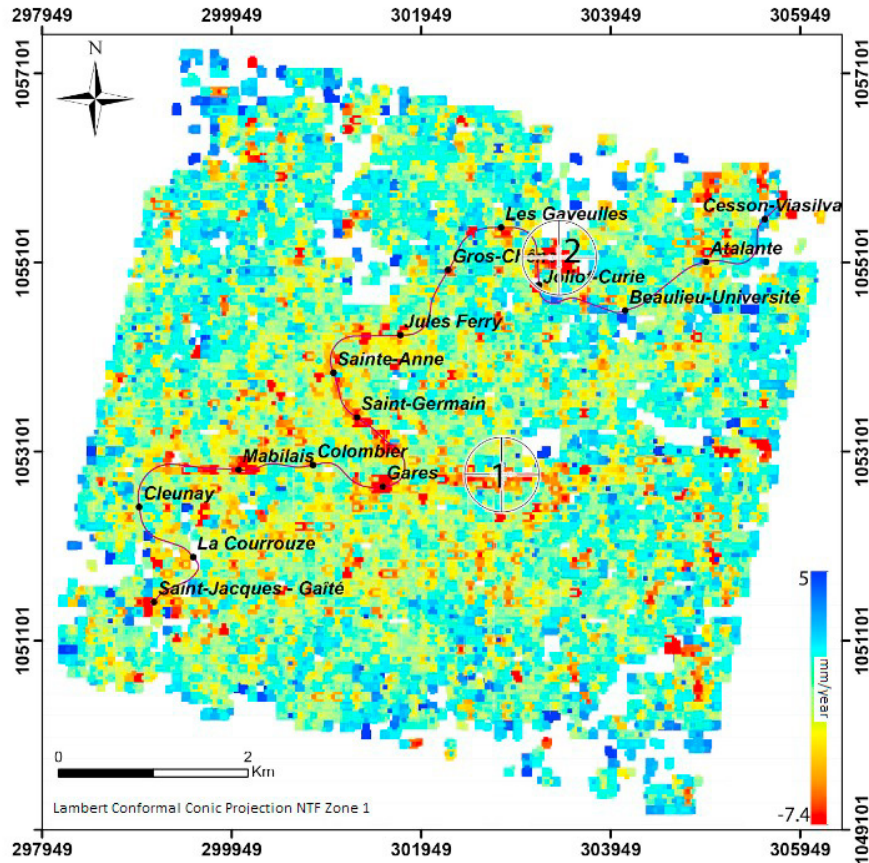 297949 299949 301949 303949 305949
N
1057101 1057101
Cesson-Viasilva
Les Gaveulles
2
1055101 1055101
Atalante
Joliot-Curie
Beaulieu-Université
Jules Ferry
Sainte-Anne
Saint-Germain
1053101 1053101
Mabilais Colombier
Gares
1
Cleunay
La Courrouze
Saint-Jacques - Gaîté
5
1051101 1051101
mm/year
0 2
Km
-7.4
Lambert Conformal Conic Projection NTF Zone 1
1049101
297949 299949 301949 303949 305949